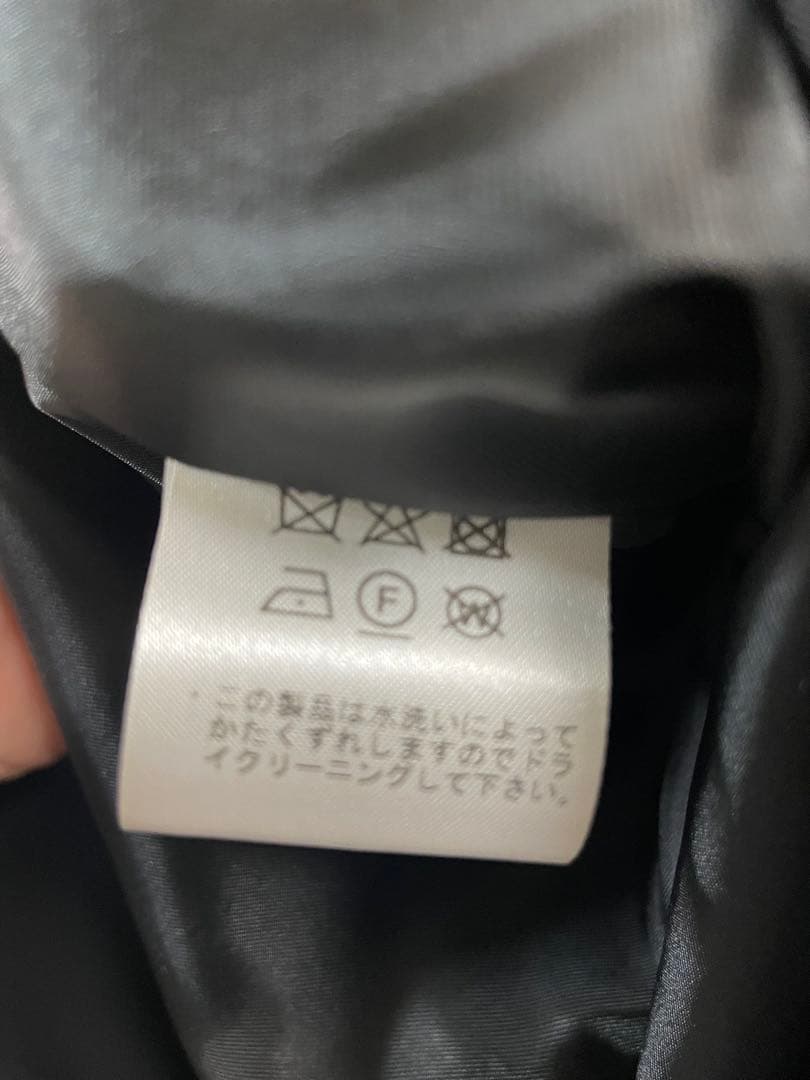 F
W
・この製品は水洗いによって
かたくずれしますのでドラ
イクリーニングして下さい。